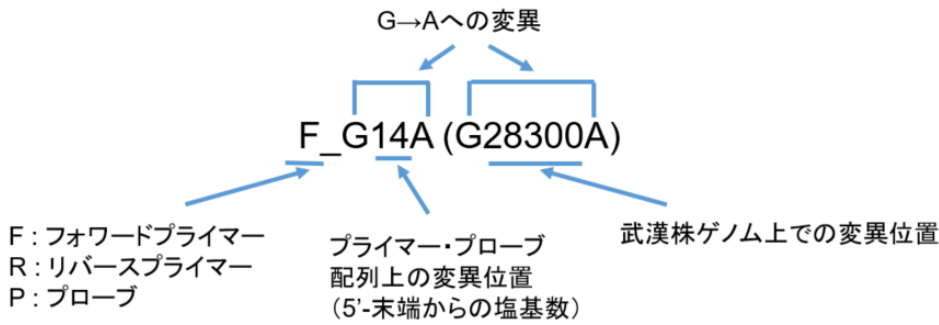 G→Aへの変異
F_G14A (G28300A)
F : フォワードプライマー
R : リバースプライマー
P : プローブ
プライマー・プローブ
配列上の変異位置
（5’-末端からの塩基数）
武漢株ゲノム上での変異位置